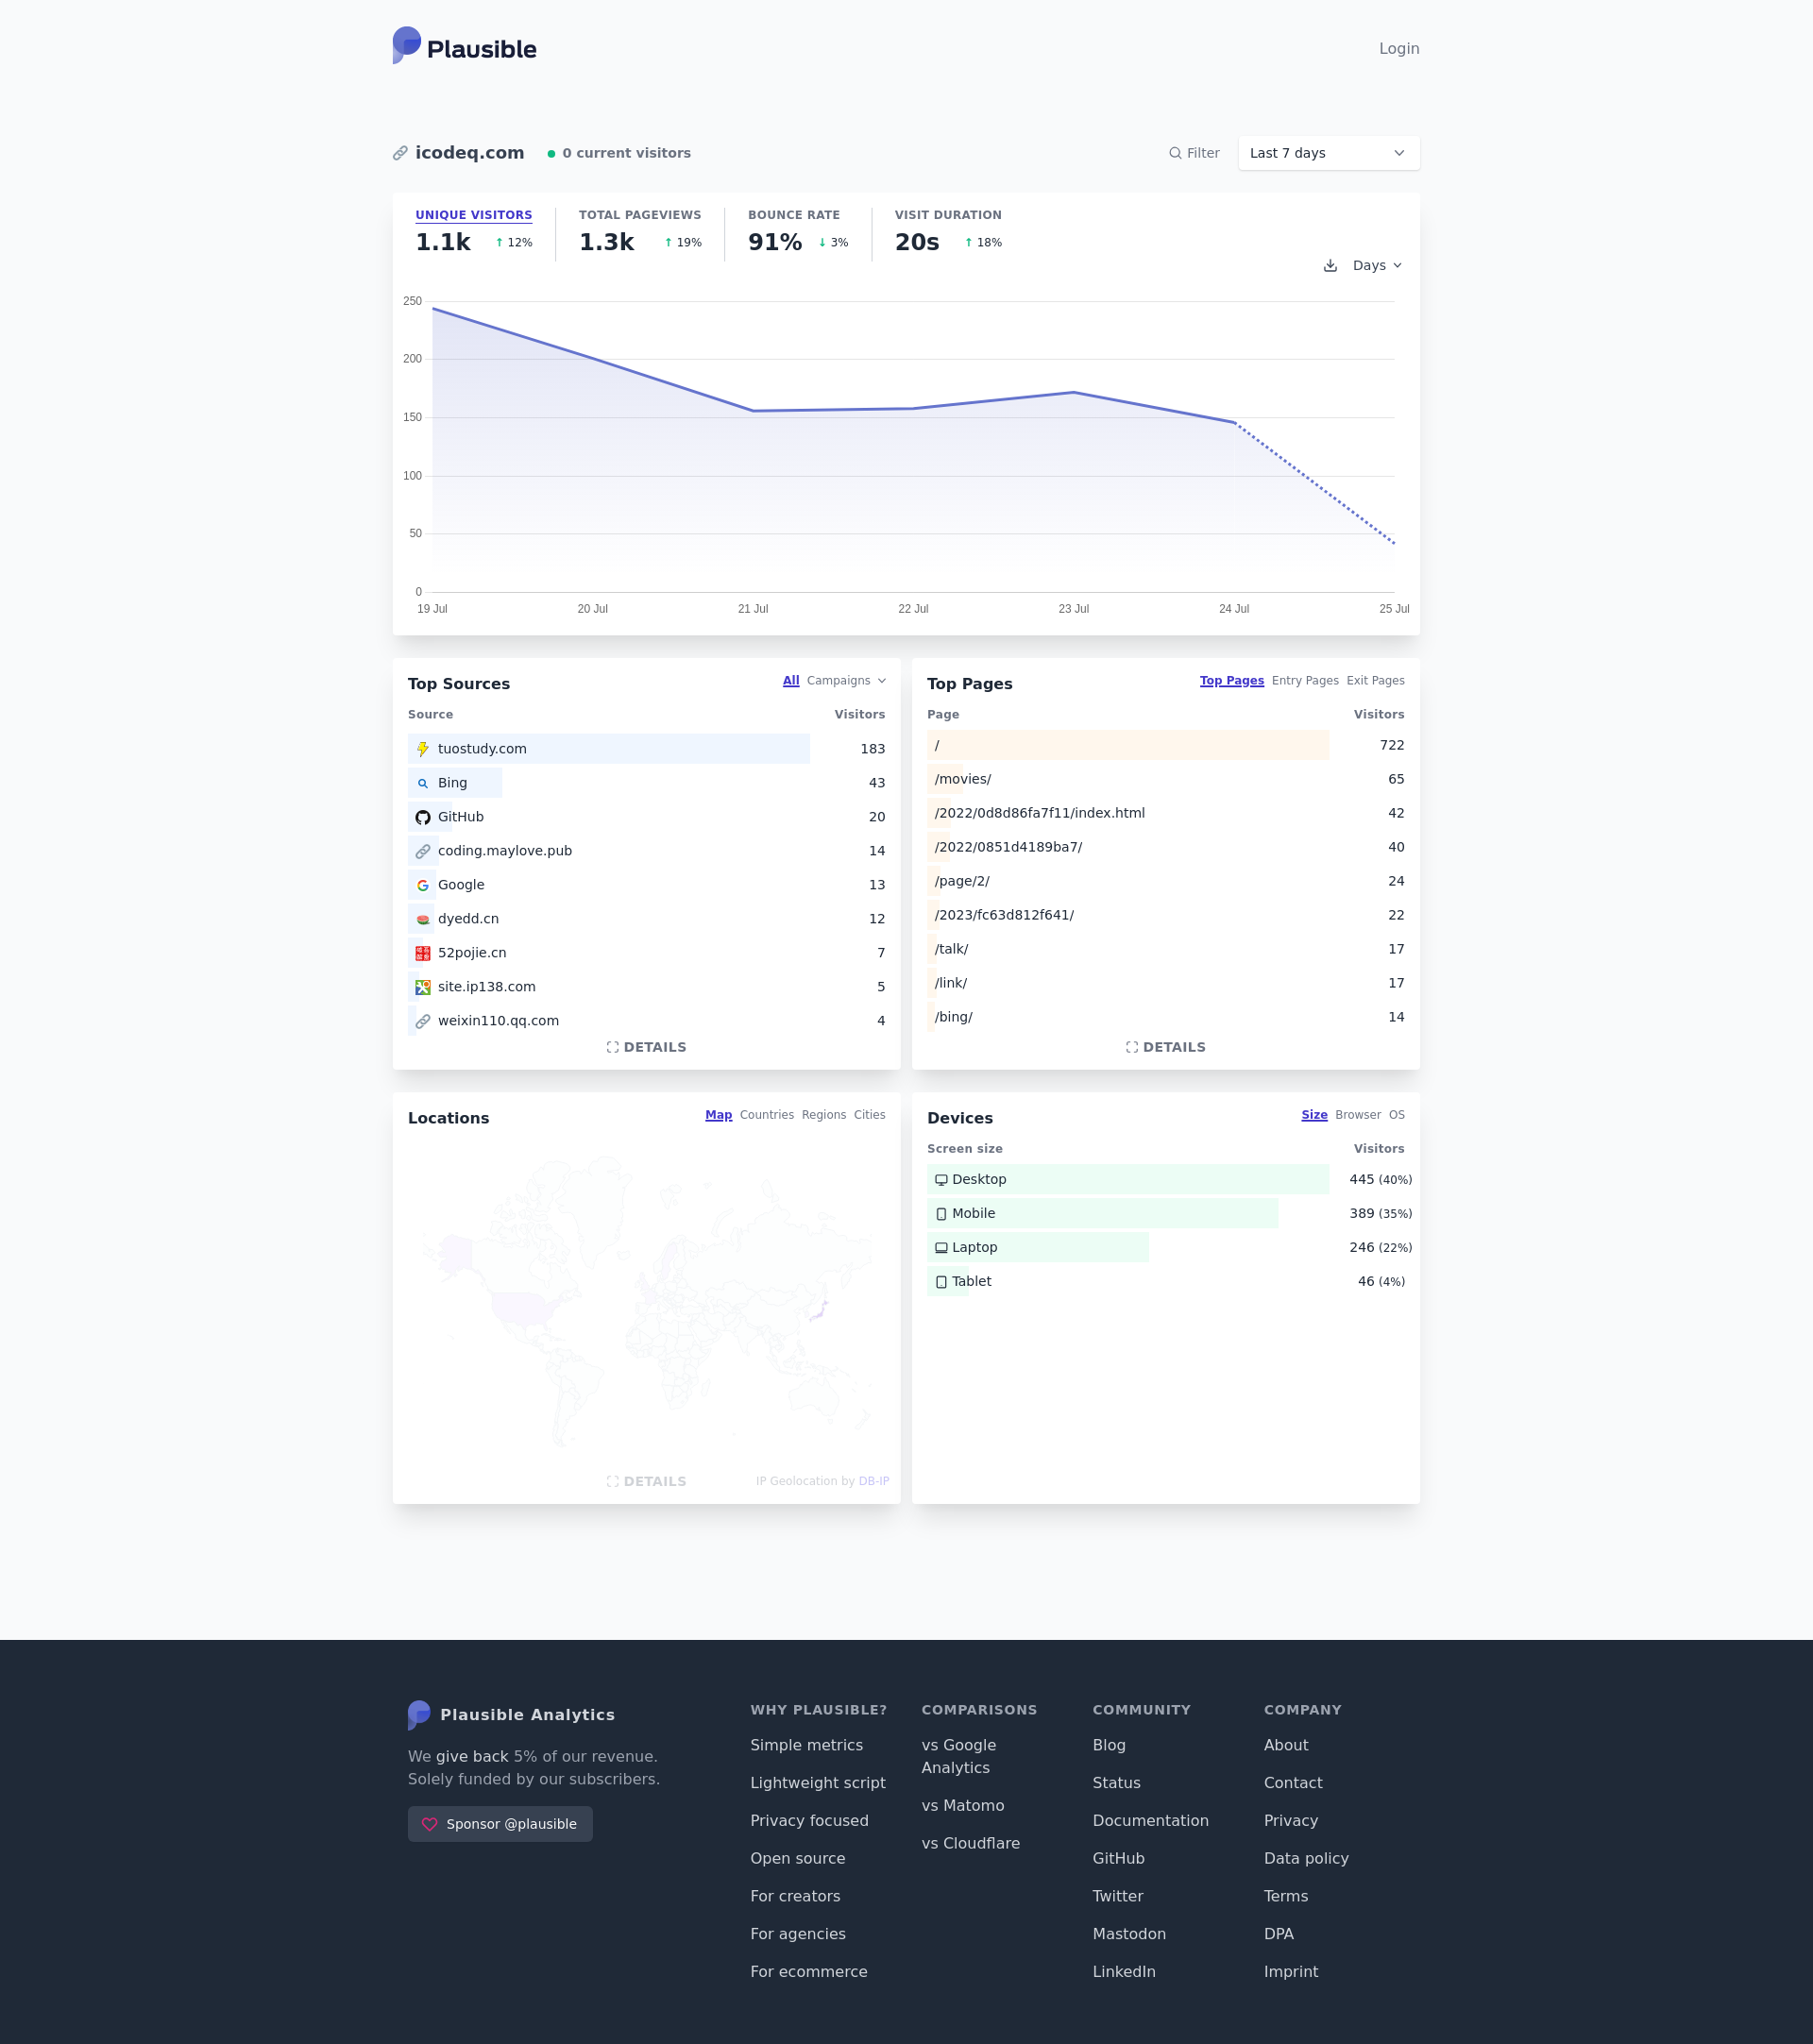 Plausible
Login
icodeq.com
0 current visitors
Filter
Last 7 days
UNIQUE VISITORS
1.1k ↑ 12%
TOTAL PAGEVIEWS
1.3k ↑ 19%
BOUNCE RATE
91% ↓ 3%
VISIT DURATION
20s ↑ 18%
Days
250
200
150
100
50
0
19 Jul 20 Jul 21 Jul 22 Jul 23 Jul 24 Jul 25 Jul
Top Sources
All Campaigns
Source Visitors
tuostudy.com 183
Bing 43
GitHub 20
coding.maylove.pub 14
Google 13
dyedd.cn 12
52pojie.cn 7
site.ip138.com 5
weixin110.qq.com 4
DETAILS
Top Pages
Top Pages Entry Pages Exit Pages
Page Visitors
/ 722
/movies/ 65
/2022/0d8d86fa7f11/index.html 42
/2022/0851d4189ba7/ 40
/page/2/ 24
/2023/fc63d812f641/ 22
/talk/ 17
/link/ 17
/bing/ 14
DETAILS
Locations
Map Countries Regions Cities
DETAILS
IP Geolocation by DB-IP
Devices
Size Browser OS
Screen size Visitors
Desktop 445 (40%)
Mobile 389 (35%)
Laptop 246 (22%)
Tablet 46 (4%)
Plausible Analytics
We give back 5% of our revenue.
Solely funded by our subscribers.
Sponsor @plausible
WHY PLAUSIBLE?
Simple metrics
Lightweight script
Privacy focused
Open source
For creators
For agencies
For ecommerce
COMPARISONS
vs Google
Analytics
vs Matomo
vs Cloudflare
COMMUNITY
Blog
Status
Documentation
GitHub
Twitter
Mastodon
LinkedIn
COMPANY
About
Contact
Privacy
Data policy
Terms
DPA
Imprint